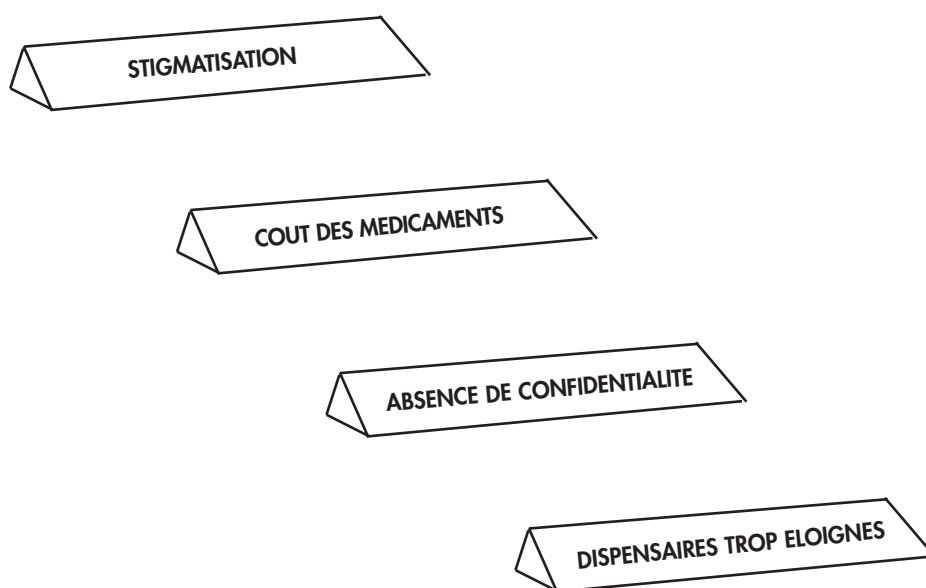 STIGMATISATION
COUT DES MEDICAMENTS
ABSENCE DE CONFIDENTIALITE
DISPENSAIRES TROP ELOIGNES